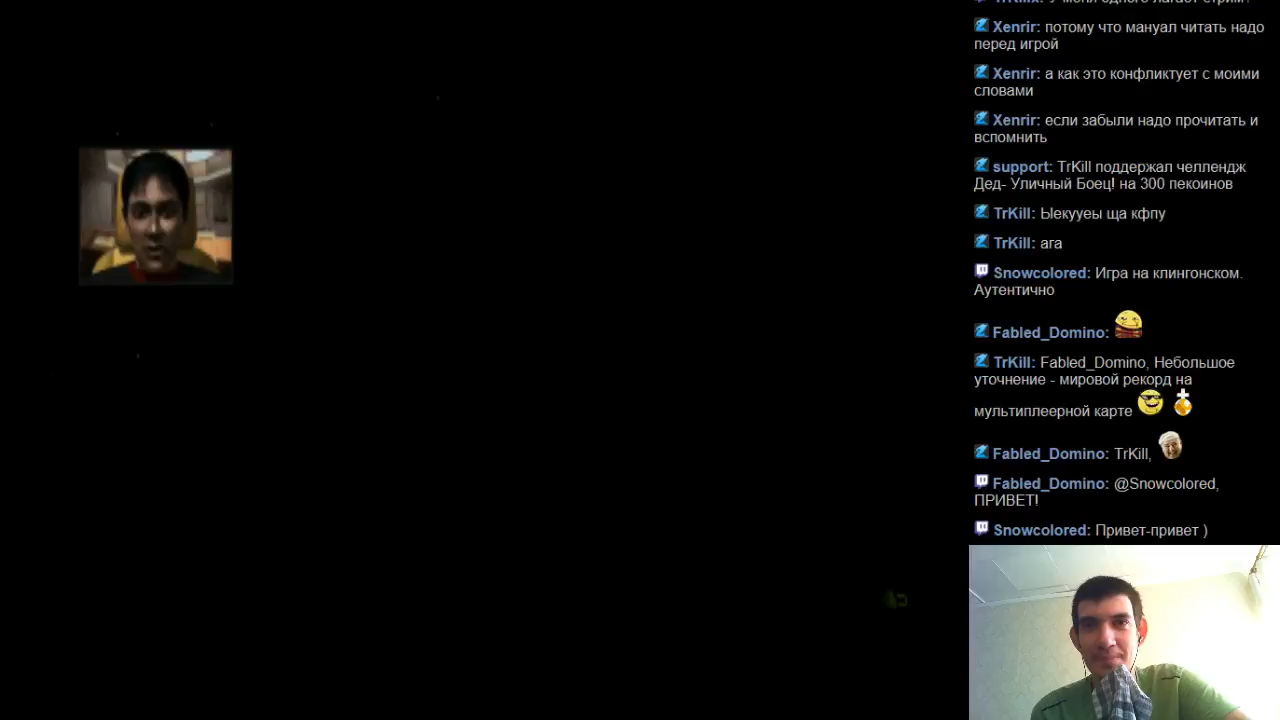 Xenrir: потому что мануал читать надо
перед игрой
Xenrir: а как это конфликтует с моими
словами
Xenrir: если забыли надо прочитать и
вспомнить
support: TrKill поддержал челлендж
Дед- Уличный Боец! на 300 пекоинов
TrKill: Ыекууеы ща кфпу
TrKill: ага
Snowcolored: Игра на клингонском.
Аутентично
Fabled_Domino:
TrKill: Fabled_Domino, Небольшое
уточнение - мировой рекорд на
мультиплеерной карте
Fabled_Domino: TrKill,
Fabled_Domino: @Snowcolored,
ПРИВЕТ!
Snowcolored: Привет-привет )